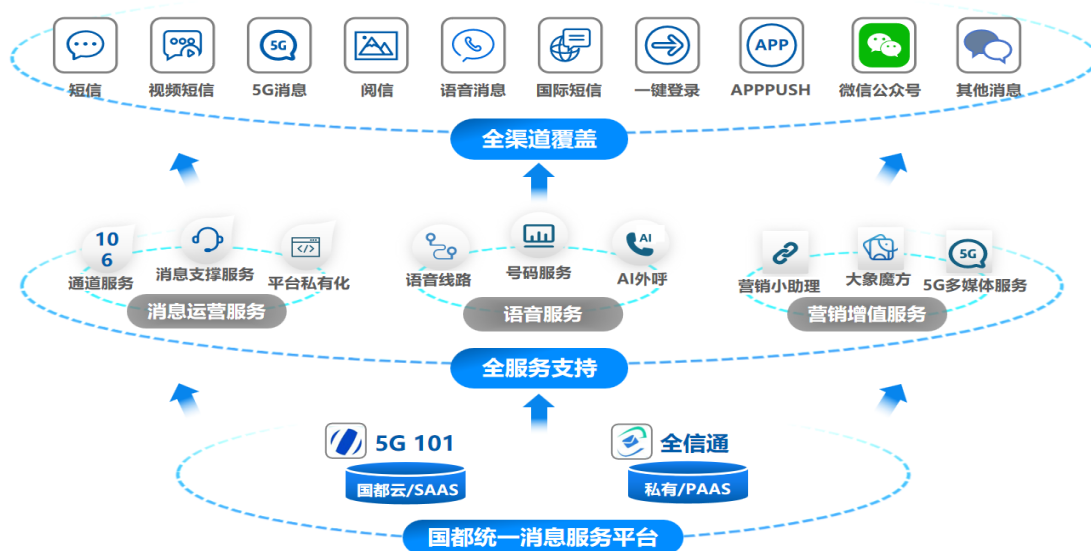 5G
APP
短信
视频短信
5G消息
阅信
语音消息
国际短信
一键登录
APPPUSH
微信公众号
其他消息
全渠道覆盖
10
6
通道服务
消息支撑服务
</>
平台私有化
消息运营服务
语音线路
号码服务
AI
AI外呼
语音服务
营销小助理
大象魔方
5G
5G多媒体服务
营销增值服务
全服务支持
5G 101
国都云/SAAS
全信通
私有/PAAS
国都统一消息服务平台